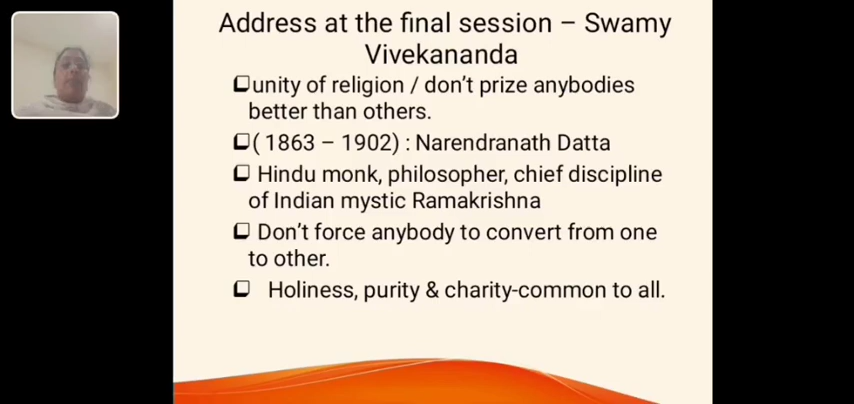 Address at the final session – Swamy
Vivekananda
unity of religion / don't prize anybodies
better than others.
( 1863 – 1902) : Narendranath Datta
Hindu monk, philosopher, chief discipline
of Indian mystic Ramakrishna
Don't force anybody to convert from one
to other.
Holiness, purity & charity-common to all.